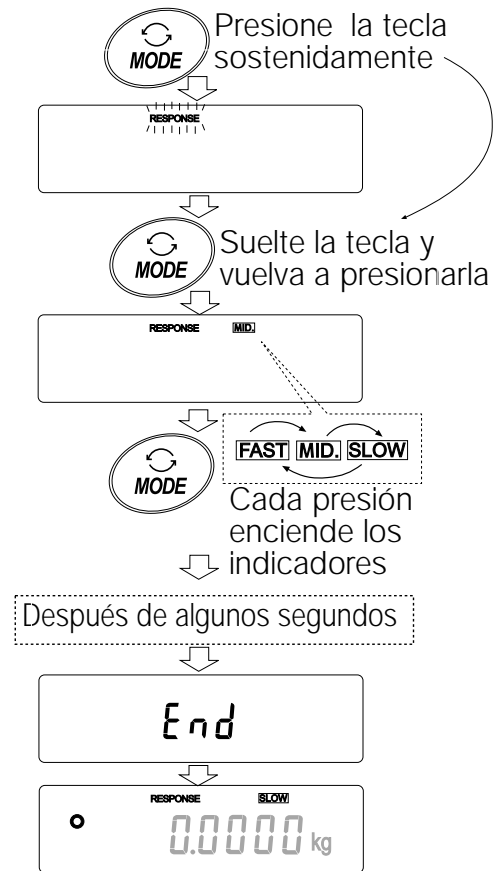 MODE
Presione la tecla
sostenidamente
RESPONSE
MODE
Suelte la tecla y
vuelva a presionarla
RESPONSE MID.
MODE
FAST MID. SLOW
Cada presión
enciende los
indicadores
Después de algunos segundos
End
RESPONSE SLOW
0.0000 kg